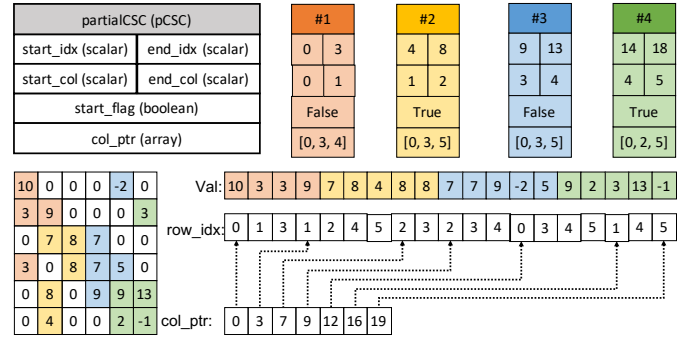 partialCSC (pCSC)
start_idx (scalar) end_idx (scalar)
start_col (scalar) end_col (scalar)
start_flag (boolean)
col_ptr (array)
#1
0 3
0 1
False
[0, 3, 4]
#2
4 8
1 2
True
[0, 3, 5]
#3
9 13
3 4
False
[0, 3, 5]
#4
14 18
4 5
True
[0, 2, 5]
10 0 0 0 -2 0
3 9 0 0 0 3
0 7 8 7 0 0
3 0 8 7 5 0
0 8 0 9 9 13
0 4 0 0 2 -1
Val: 10 3 3 9 7 8 4 8 8 7 7 9 -2 5 9 2 3 13 -1
row_idx: 0 1 3 1 2 4 5 2 3 2 3 4 0 3 4 5 1 4 5
col_ptr: 0 3 7 9 12 16 19